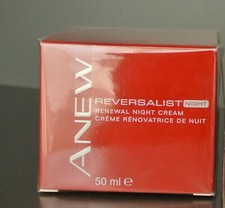 ANEW
REVERSALIST NIGHT
RENEWAL NIGHT CREAM
CRÈME RÉNOVATRICE DE NUIT
50 ml e